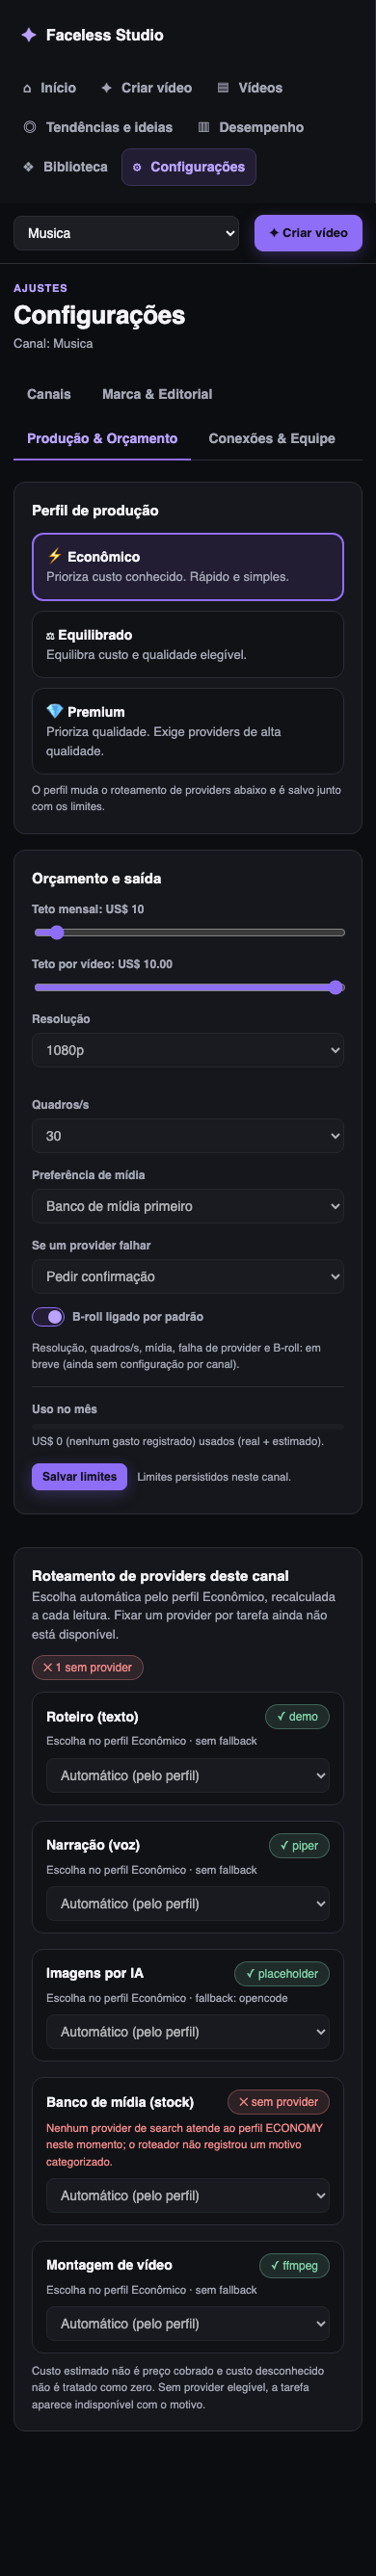 Faceless Studio
Início
Criar vídeo
Vídeos
Tendências e ideias
Desempenho
Biblioteca
Configurações
Musica
✦ Criar vídeo
AJUSTES
Configurações
Canal: Musica
Canais
Marca & Editorial
Produção & Orçamento
Conexões & Equipe
Perfil de produção
⚡ Econômico
Prioriza custo conhecido. Rápido e simples.
⚖ Equilibrado
Equilibra custo e qualidade elegível.
💎 Premium
Prioriza qualidade. Exige providers de alta
qualidade.
O perfil muda o roteamento de providers abaixo e é salvo junto
com os limites.
Orçamento e saída
Teto mensal: US$ 10
Teto por vídeo: US$ 10.00
Resolução
1080p
Quadros/s
30
Preferência de mídia
Banco de mídia primeiro
Se um provider falhar
Pedir confirmação
B-roll ligado por padrão
Resolução, quadros/s, mídia, falha de provider e B-roll: em
breve (ainda sem configuração por canal).
Uso no mês
US$ 0 (nenhum gasto registrado) usados (real + estimado).
Salvar limites
Limites persistidos neste canal.
Roteamento de providers deste canal
Escolha automática pelo perfil Econômico, recalculada
a cada leitura. Fixar um provider por tarefa ainda não
está disponível.
✕ 1 sem provider
Roteiro (texto)
✓ demo
Escolha no perfil Econômico · sem fallback
Automático (pelo perfil)
Narração (voz)
✓ piper
Escolha no perfil Econômico · sem fallback
Automático (pelo perfil)
Imagens por IA
✓ placeholder
Escolha no perfil Econômico · fallback: opencode
Automático (pelo perfil)
Banco de mídia (stock)
✕ sem provider
Nenhum provider de search atende ao perfil ECONOMY
neste momento; o roteador não registrou um motivo
categorizado.
Automático (pelo perfil)
Montagem de vídeo
✓ ffmpeg
Escolha no perfil Econômico · sem fallback
Automático (pelo perfil)
Custo estimado não é preço cobrado e custo desconhecido
não é tratado como zero. Sem provider elegível, a tarefa
aparece indisponível com o motivo.